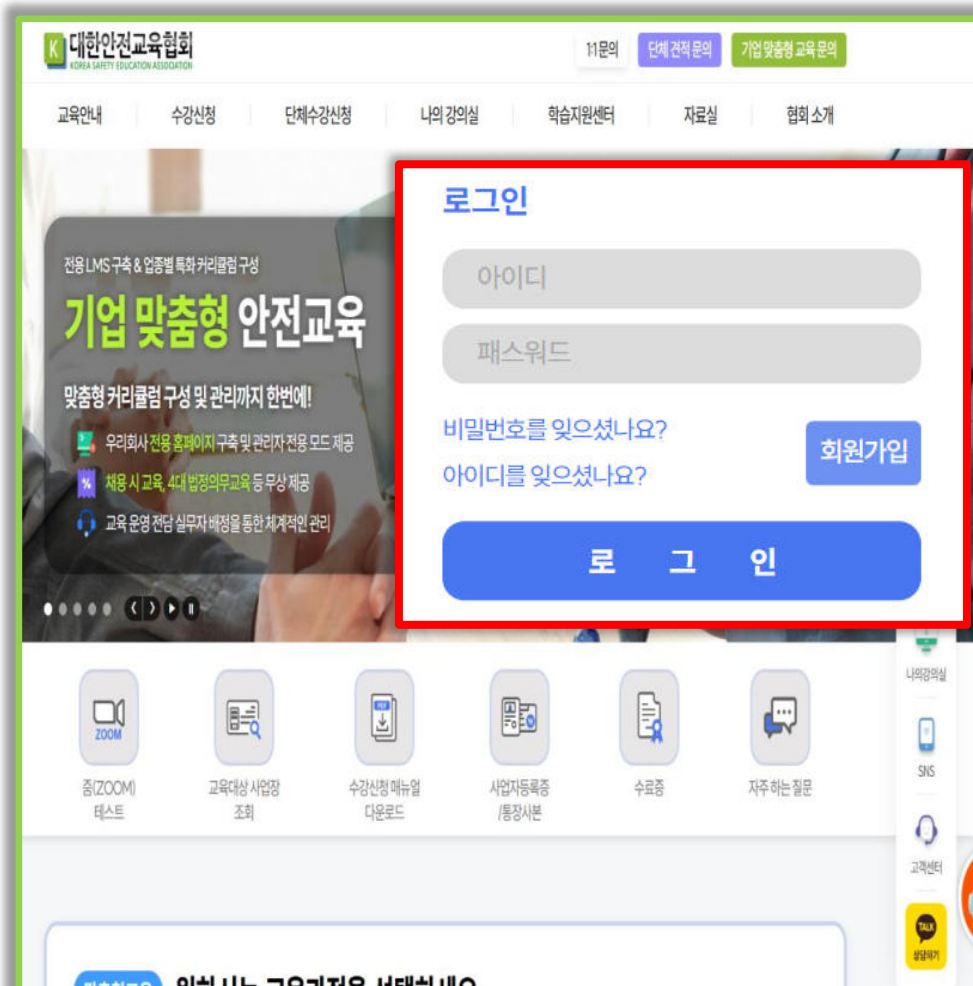 K 대한안전교육협회
KOREA SAFETY EDUCATION ASSOCIATION
1:1문의
단체 견적 문의
기업 맞춤형 교육 문의
교육안내
수강신청
단체수강신청
나의 강의실
학습지원센터
자료실
협회 소개
전용 LMS 구축 & 업종별 특화 커리큘럼 구성
기업 맞춤형 안전교육
맞춤형 커리큘럼 구성 및 관리까지 한번에!
우리회사 전용 홈페이지 구축 및 관리자 전용 모드 제공
% 채용 시 교육, 4대 법정의무교육 등 무상 제공
교육 운영 전담 실무자 배정을 통한 체계적인 관리
로그인
아이디
패스워드
비밀번호를 잊으셨나요?
아이디를 잊으셨나요?
회원가입
로 그 인
ZOOM
줌(ZOOM)
테스트
교육대상 사업장
조회
PDF
수강신청 매뉴얼
다운로드
사업자등록증
/통장사본
수료증
자주 하는 질문
나의강의실
SNS
고객센터
TALK
상담하기